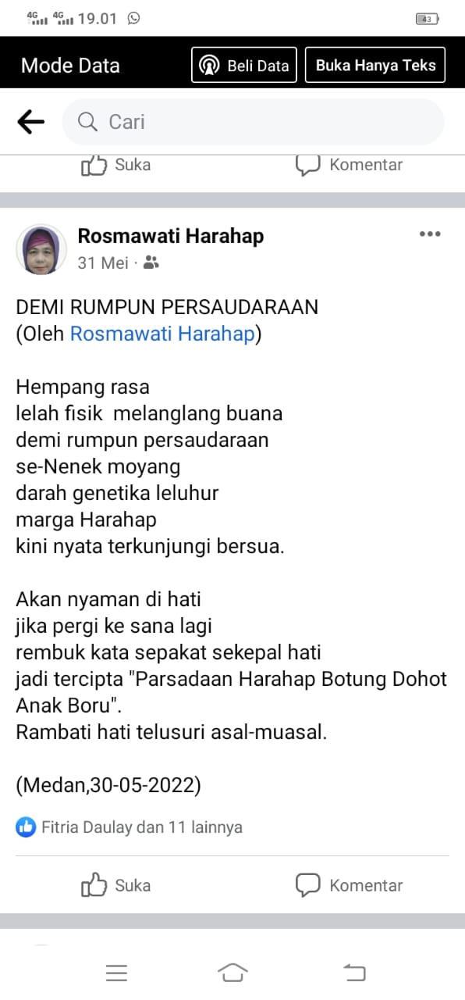 4G 4G 19.01 43
Mode Data Beli Data Buka Hanya Teks
Cari
Suka Komentar
Rosmawati Harahap
31 Mei ·
DEMI RUMPUN PERSAUDARAAN
(Oleh Rosmawati Harahap)
Hempang rasa
lelah fisik  melanglang buana
demi rumpun persaudaraan
se-Nenek moyang
darah genetika leluhur
marga Harahap
kini nyata terkunjungi bersua.
Akan nyaman di hati
jika pergi ke sana lagi
rembuk kata sepakat sekepal hati
jadi tercipta "Parsadaan Harahap Botung Dohot
Anak Boru".
Rambati hati telusuri asal-muasal.
(Medan,30-05-2022)
Fitria Daulay dan 11 lainnya
Suka Komentar